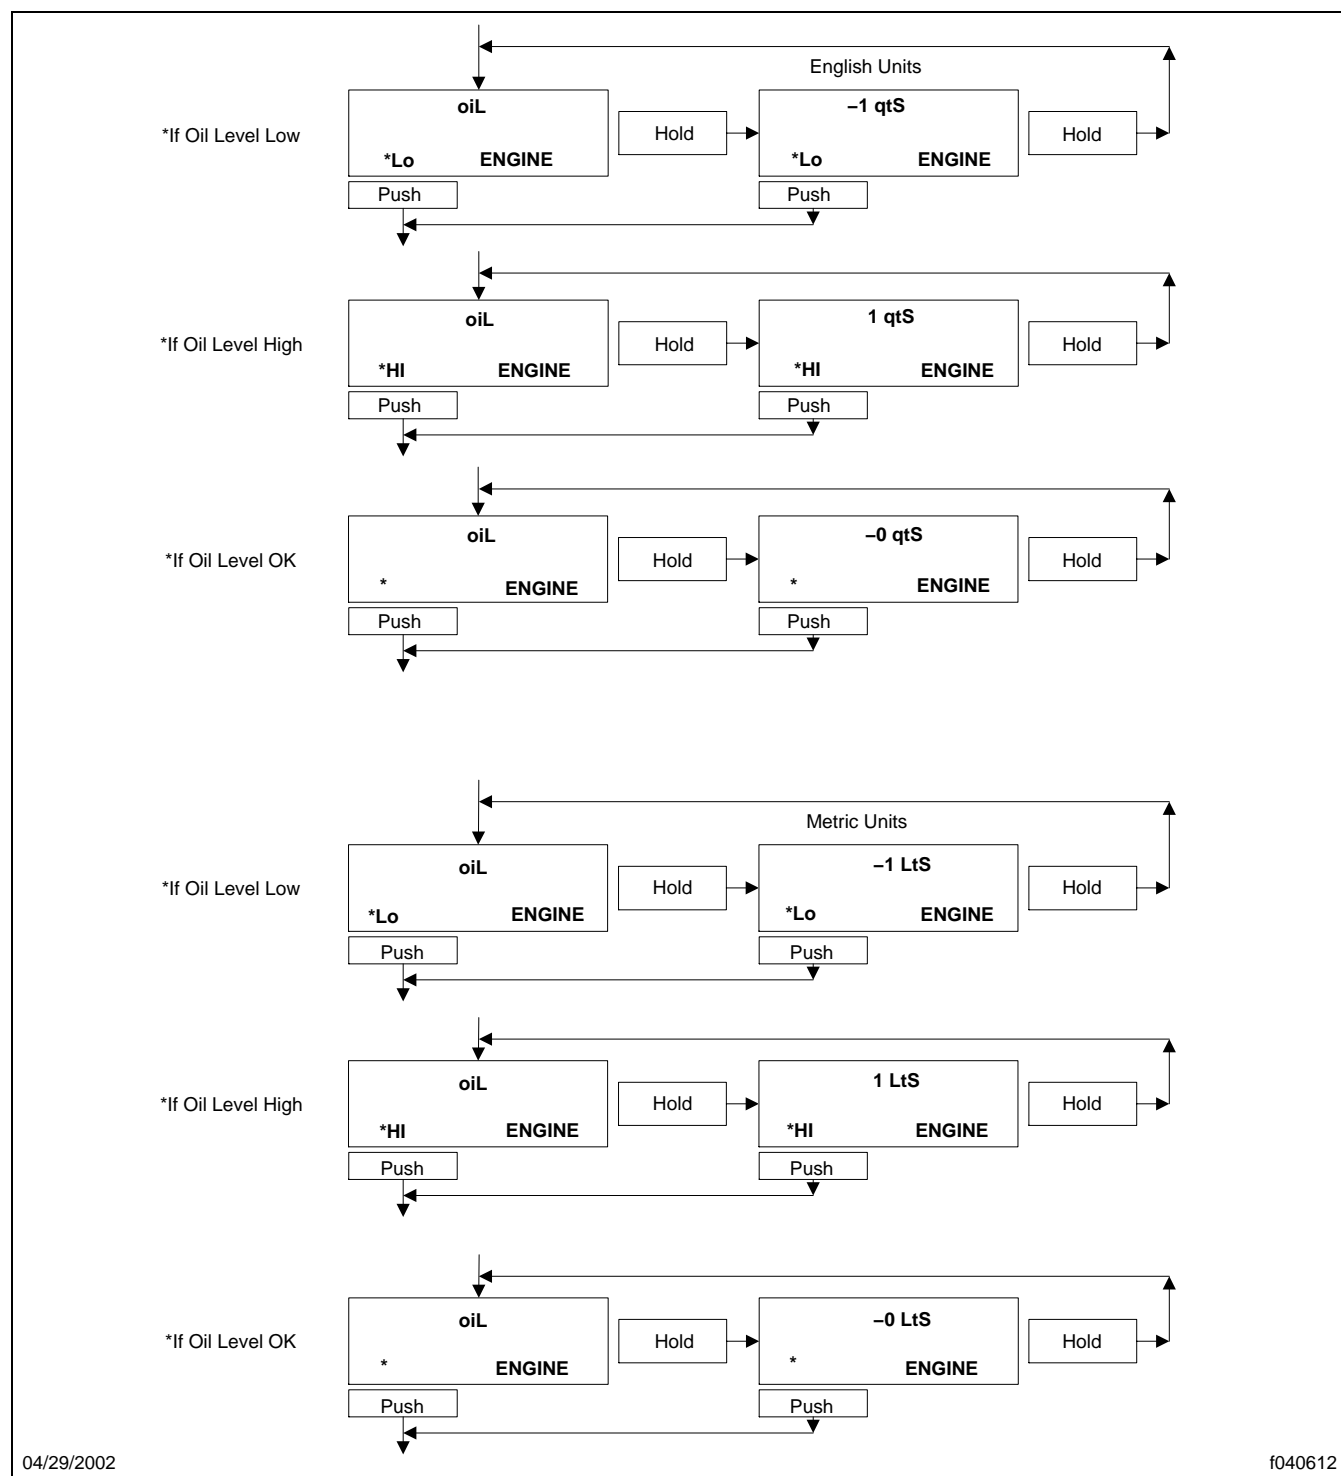 English Units
oiL
–1 qtS
*If Oil Level Low
Hold
Hold
*Lo ENGINE
*Lo ENGINE
Push
Push
oiL
1 qtS
*If Oil Level High
Hold
Hold
*HI ENGINE
*HI ENGINE
Push
Push
oiL
–0 qtS
*If Oil Level OK
Hold
Hold
* ENGINE
* ENGINE
Push
Push
Metric Units
oiL
–1 LtS
*If Oil Level Low
Hold
Hold
*Lo ENGINE
*Lo ENGINE
Push
Push
oiL
1 LtS
*If Oil Level High
Hold
Hold
*HI ENGINE
*HI ENGINE
Push
Push
oiL
–0 LtS
*If Oil Level OK
Hold
Hold
* ENGINE
* ENGINE
Push
Push
04/29/2002
f040612